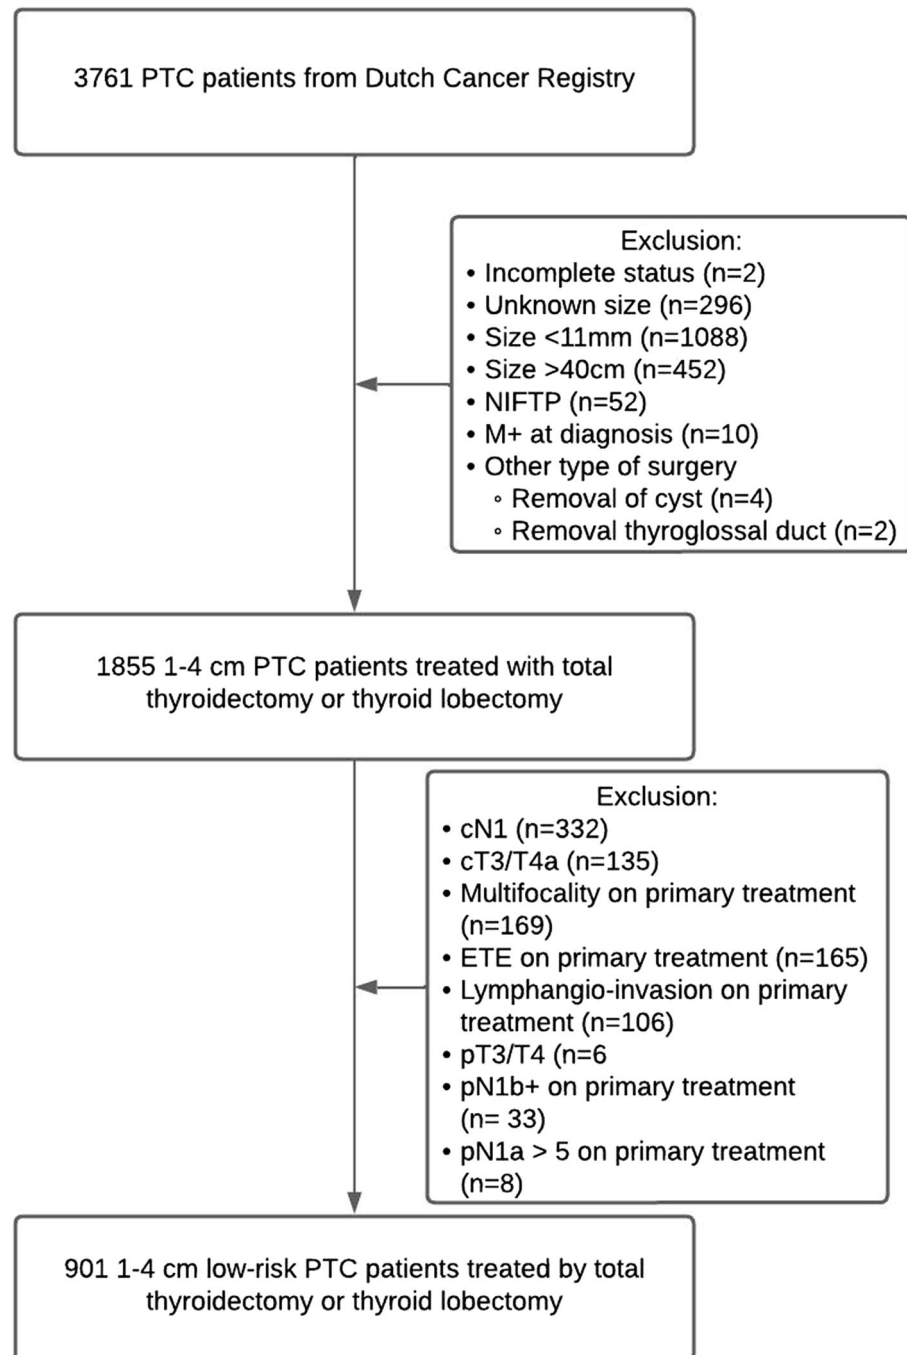 3761 PTC patients from Dutch Cancer Registry
Exclusion:
• Incomplete status (n=2)
• Unknown size (n=296)
• Size <11mm (n=1088)
• Size >40cm (n=452)
• NIFTP (n=52)
• M+ at diagnosis (n=10)
• Other type of surgery
∘ Removal of cyst (n=4)
∘ Removal thyroglossal duct (n=2)
1855 1-4 cm PTC patients treated with total
thyroidectomy or thyroid lobectomy
Exclusion:
• cN1 (n=332)
• cT3/T4a (n=135)
• Multifocality on primary treatment
(n=169)
• ETE on primary treatment (n=165)
• Lymphangio-invasion on primary
treatment (n=106)
• pT3/T4 (n=6
• pN1b+ on primary treatment
(n= 33)
• pN1a > 5 on primary treatment
(n=8)
901 1-4 cm low-risk PTC patients treated by total
thyroidectomy or thyroid lobectomy